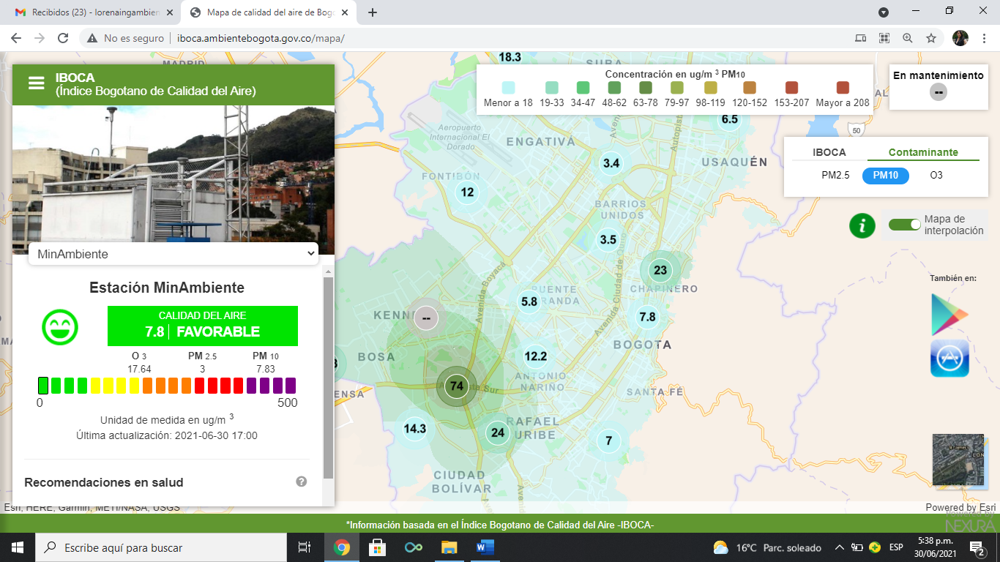 Recibidos (23) - lorenaingambien
Mapa de calidad del aire de Bogo
No es seguro
iboca.ambientebogota.gov.co/mapa/
IBOCA
(Índice Bogotano de Calidad del Aire)
MinAmbiente
Estación MinAmbiente
CALIDAD DEL AIRE
7.8 | FAVORABLE
O 3 PM 2.5 PM 10
17.64 3 7.83
0 500
Unidad de medida en ug/m 3
Última actualización: 2021-06-30 17:00
Recomendaciones en salud
?
Esri, HERE, Garmin, METI/NASA, USGS
MADRID
18.3
SUBA
Concentración en ug/m 3 PM10
Menor a 18 19-33 34-47 48-62 63-78 79-97 98-119 120-152 153-207 Mayor a 208
En mantenimiento
--
50
6.5
Aeropuerto
Internacional El
Dorado
ENGATIVÁ
USAQUÉN
3.4
FONTIBÓN
12
BARRIOS
UNIDOS
3.5
23
CHAPINERO
Avenida Boyacá
5.8
Avenida Ciudad de Quito
7.8
--
BOGOTA
BOSA
12.2
ANTONIO
NARIÑO
74
SANTA FÉ
14.3
24
RAFAEL
URIBE
7
CIUDAD
BOLÍVAR
IBOCA Contaminante
PM2.5 PM10 O3
i
Mapa de
interpolación
También en:
Powered by Esri
Powered by
NEXURA
*Información basada en el Índice Bogotano de Calidad del Aire -IBOCA-
Escribe aquí para buscar
16°C Parc. soleado
ESP
5:38 p.m.
30/06/2021
2